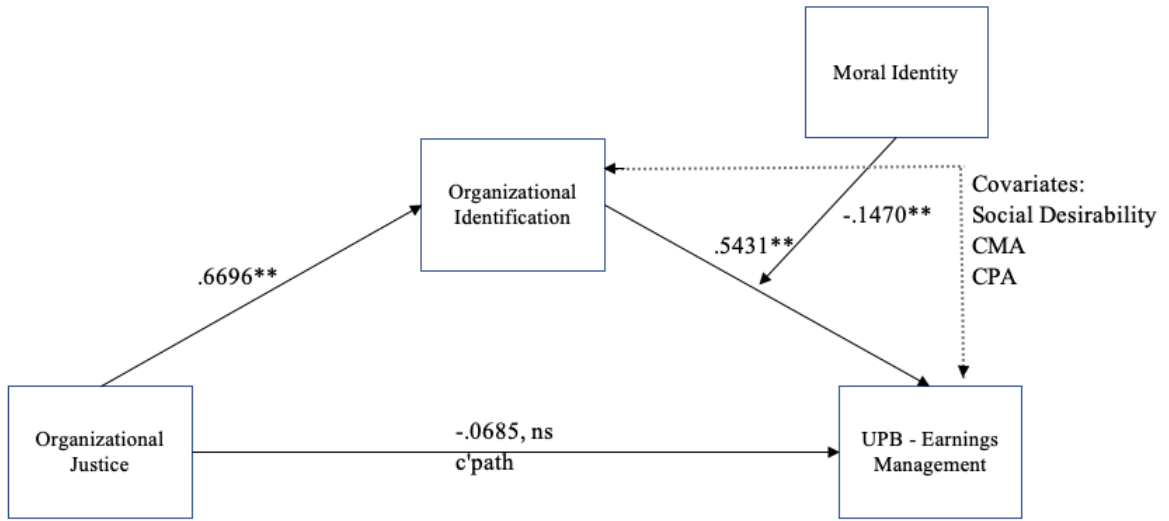 Moral Identity
Organizational
Identification
Covariates:
Social Desirability
CMA
CPA
-.1470**
.5431**
.6696**
Organizational
Justice
-.0685, ns
c'path
UPB - Earnings
Management